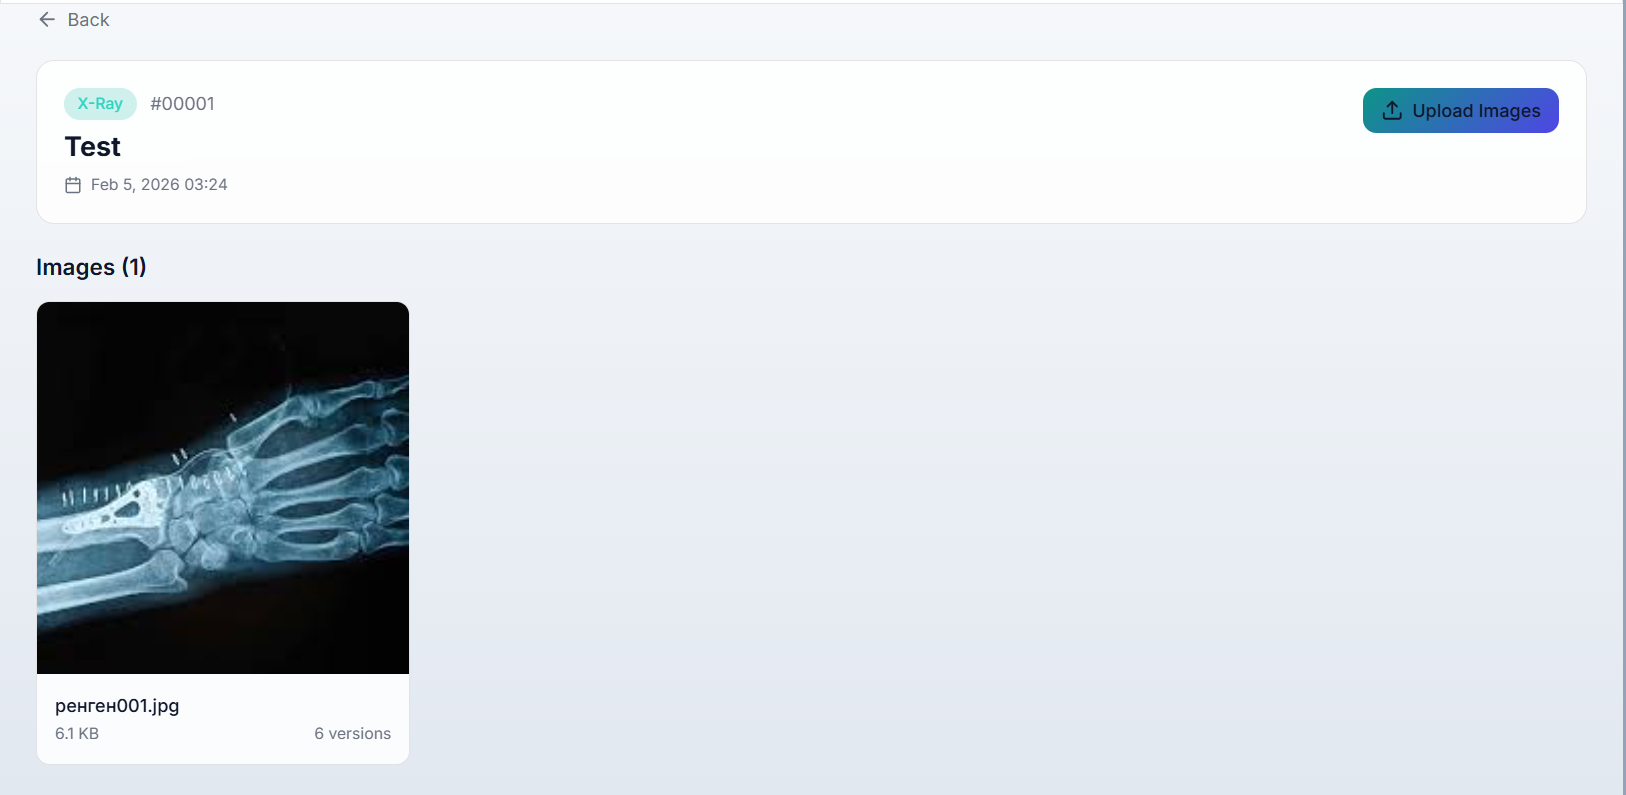 Back
X-Ray #00001
Upload Images
Test
Feb 5, 2026 03:24
Images (1)
ренген001.jpg
6.1 KB 6 versions